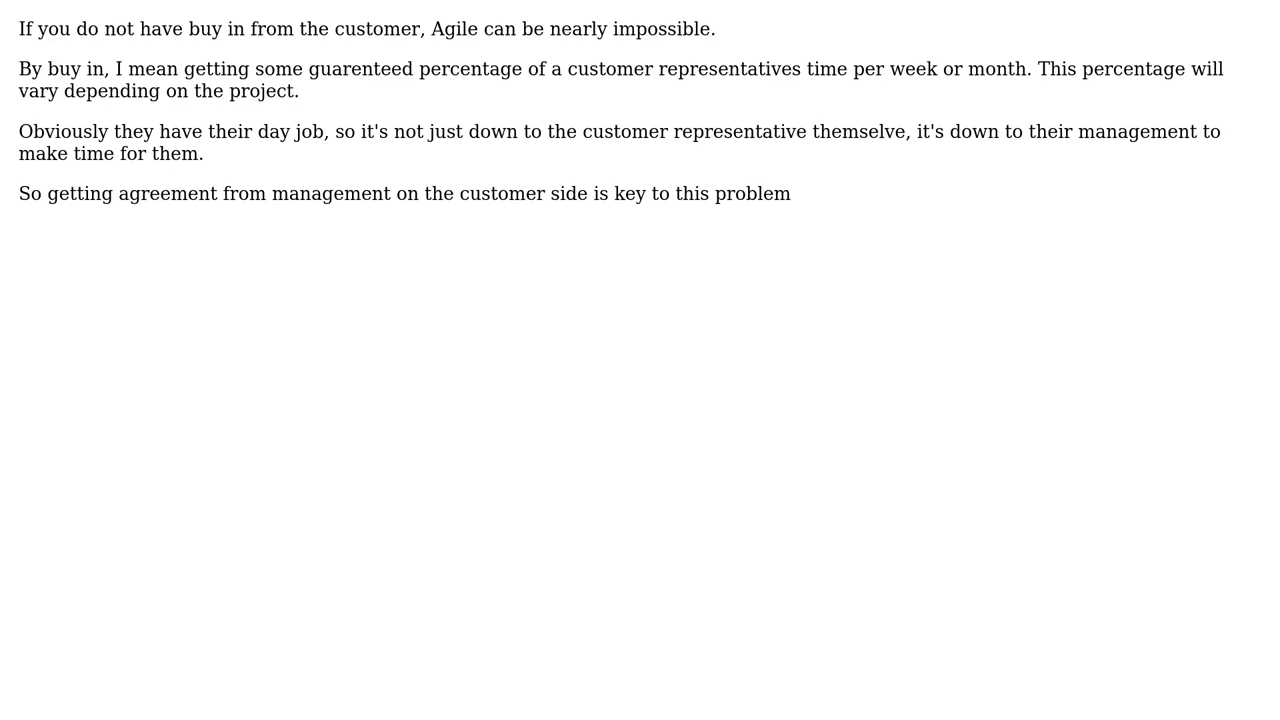 If you do not have buy in from the customer, Agile can be nearly impossible.
By buy in, I mean getting some guarenteed percentage of a customer representatives time per week or month. This percentage will
vary depending on the project.
Obviously they have their day job, so it's not just down to the customer representative themselve, it's down to their management to
make time for them.
So getting agreement from management on the customer side is key to this problem